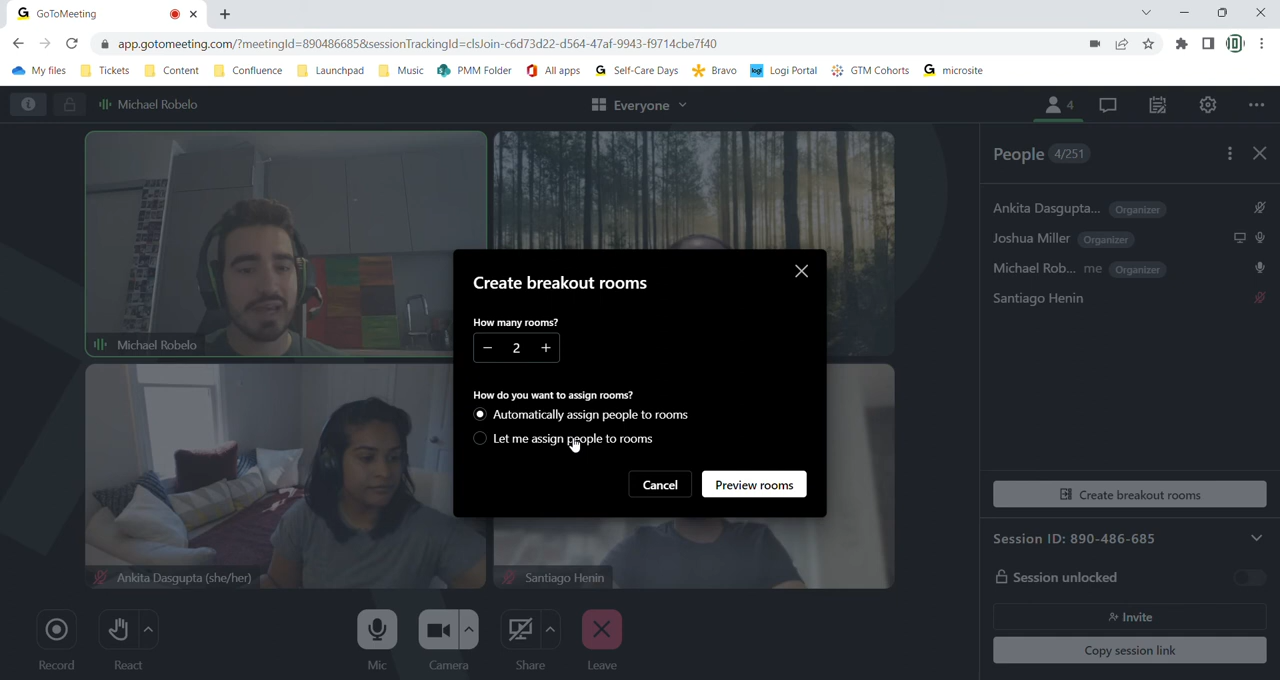 GoToMeeting
app.gotomeeting.com/?meetingId=890486685&sessionTrackingId=clsJoin-c6d73d22-d564-47af-9943-f9714cbe7f40
My files Tickets Content Confluence Launchpad Music PMM Folder All apps Self-Care Days Bravo logi Logi Portal GTM Cohorts microsite
Michael Robelo
Everyone
4
People 4/251
Ankita Dasgupta... Organizer
Joshua Miller Organizer
Michael Rob... me Organizer
Santiago Henin
Create breakout rooms
How many rooms?
− 2 +
How do you want to assign rooms?
Automatically assign people to rooms
Let me assign people to rooms
Cancel Preview rooms
Michael Robelo
Ankita Dasgupta (she/her)
Santiago Henin
Create breakout rooms
Session ID: 890-486-685
Session unlocked
Invite
Copy session link
Record React Mic Camera Share Leave